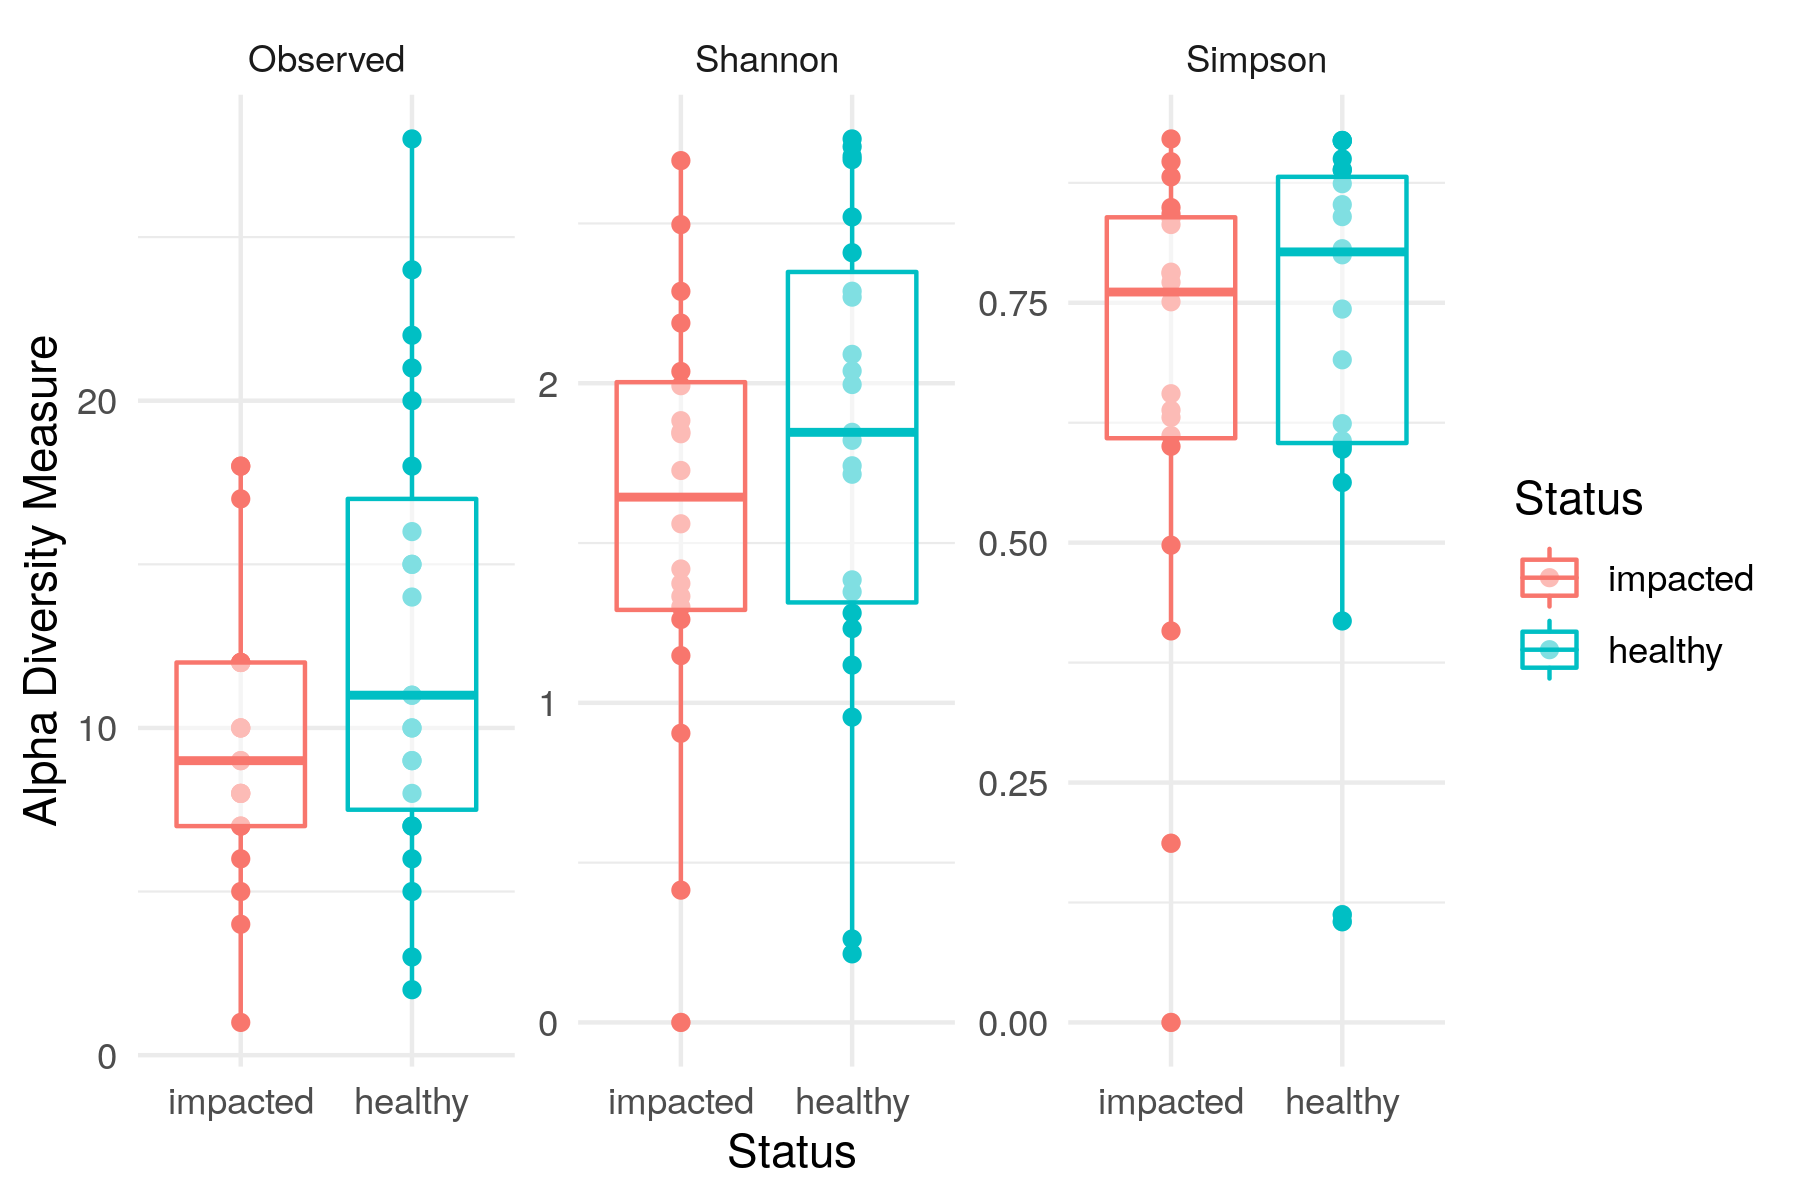 Observed Shannon Simpson
Alpha Diversity Measure
20
10
0
2
1
0
0.75
0.50
0.25
0.00
impacted healthy impacted healthy impacted healthy
Status
Status
impacted
healthy